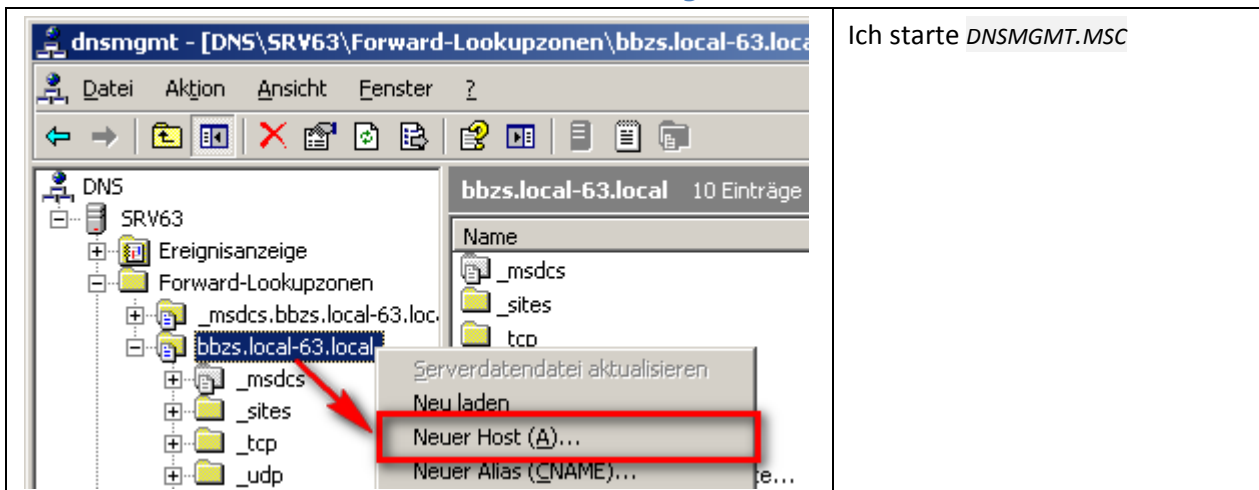 dnsmgmt - [DNS\SRV63\Forward-Lookupzonen\bbzs.local-63.loca
Datei Aktion Ansicht Fenster ?
DNS
SRV63
Ereignisanzeige
Forward-Lookupzonen
_msdcs.bbzs.local-63.loc
bbzs.local-63.local
_msdcs
_sites
_tcp
_udp
bbzs.local-63.local 10 Einträge
Name
_msdcs
_sites
_tcp
Serverdatendatei aktualisieren
Neu laden
Neuer Host (A)...
Neuer Alias (CNAME)...
e...
Ich starte DNSMGMT.MSC